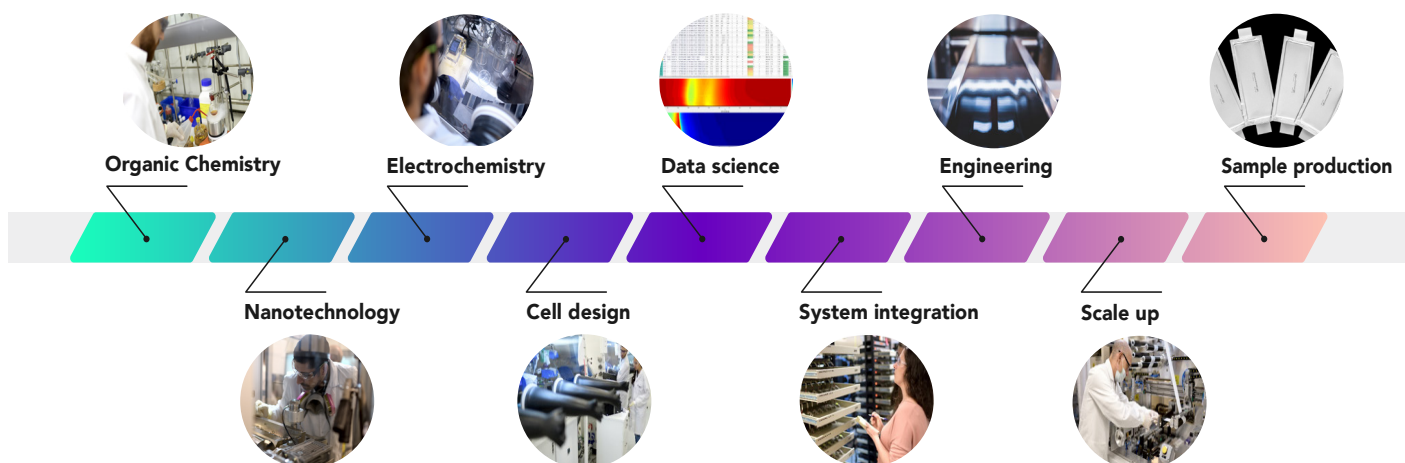 Organic Chemistry
Electrochemistry
Data science
Engineering
Sample production
Nanotechnology
Cell design
System integration
Scale up